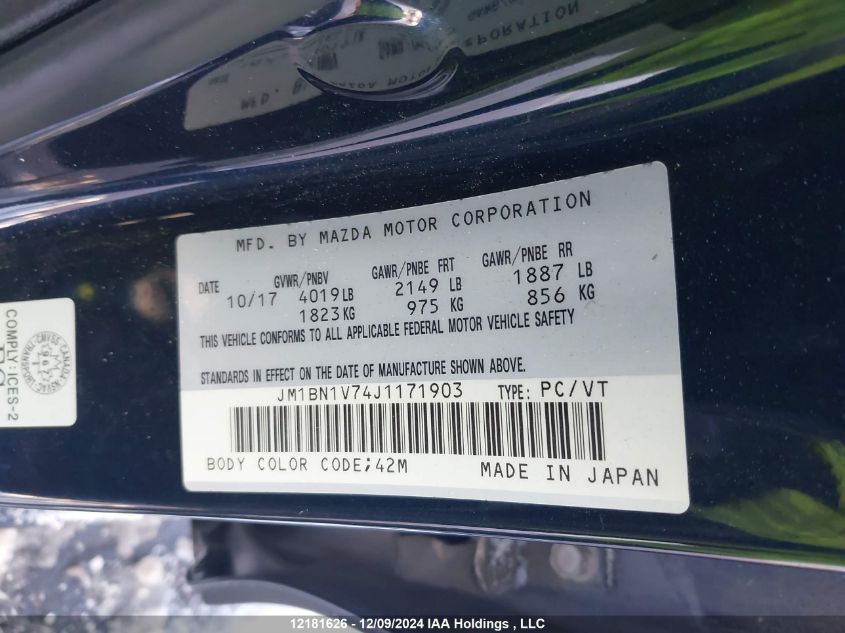 MFD. BY MAZDA MOTOR CORPORATION
DATE GVWR/PNBV GAWR/PNBE FRT GAWR/PNBE RR
10/17 4019 LB 2149 LB 1887 LB
1823 KG 975 KG 856 KG
THIS VEHICLE CONFORMS TO ALL APPLICABLE FEDERAL MOTOR VEHICLE SAFETY
STANDARDS IN EFFECT ON THE DATE OF MANUFACTURE SHOWN ABOVE.
JM1BN1V74J1171903 TYPE: PC/VT
BODY COLOR CODE;42M MADE IN JAPAN
COMPLY:ICES-2
12181626 - 12/09/2024 IAA Holdings , LLC